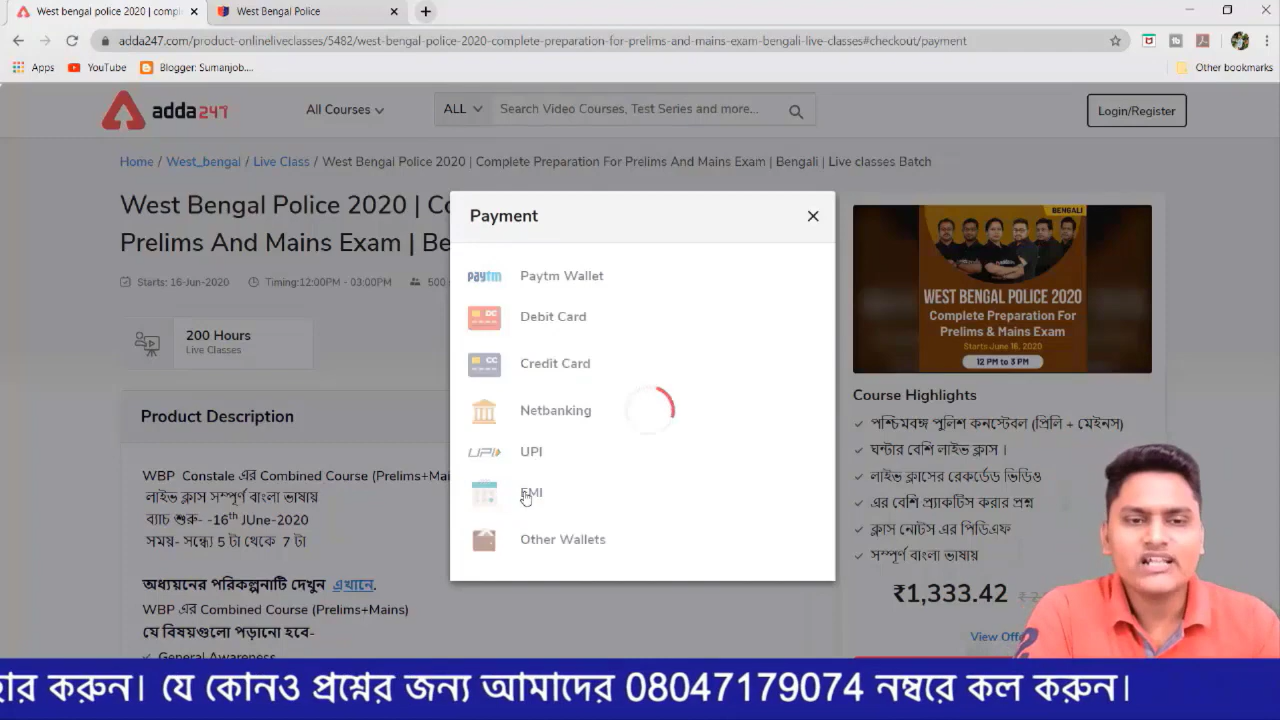 West Bengal police 2020 | comple
West Bengal Police
adda247.com/product-onlineliveclasses/5482/west-bengal-police-2020-complete-preparation-for-prelims-and-mains-exam-bengali-live-classes#checkout/payment
Apps YouTube Blogger: Sumanjob.... Other bookmarks
adda247 All Courses ALL Search Video Courses, Test Series and more... Login/Register
Home / West_bengal / Live Class / West Bengal Police 2020 | Complete Preparation For Prelims And Mains Exam | Bengali | Live classes Batch
West Bengal Police 2020 | Co
Prelims And Mains Exam | Be
Starts: 16-Jun-2020 Timing:12:00PM - 03:00PM 500
200 Hours
Live Classes
Product Description
WBP Constale এর Combined Course (Prelims+Mai
লাইভ ক্লাস সম্পূর্ণ বাংলা ভাষায়
ব্যাচ শুরু- -16th JUne-2020
সময়- সন্ধ্যে 5 টা থেকে 7 টা
অধ্যয়নের পরিকল্পনাটি দেখুন এখানে.
WBP এর Combined Course (Prelims+Mains)
যে বিষয়গুলো পড়ানো হবে-
General Awareness
Payment
paytm Paytm Wallet
DC Debit Card
CC Credit Card
Netbanking
UPI UPI
EMI
Other Wallets
BENGALI
WEST BENGAL POLICE 2020
Complete Preparation For
Prelims & Mains Exam
Starts June 16, 2020
12 PM to 3 PM
Course Highlights
পশ্চিমবঙ্গ পুলিশ কনস্টেবল (প্রিলি + মেইনস)
ঘন্টার বেশি লাইভ ক্লাস ।
লাইভ ক্লাসের রেকর্ডেড ভিডিও
এর বেশি প্র্যাকটিস করার প্রশ্ন
ক্লাস নোটস এর পিডিএফ
সম্পূর্ণ বাংলা ভাষায়
₹1,333.42
View Offe
হার করুন। যে কোনও প্রশ্নের জন্য আমাদের 08047179074 নম্বরে কল করুন।